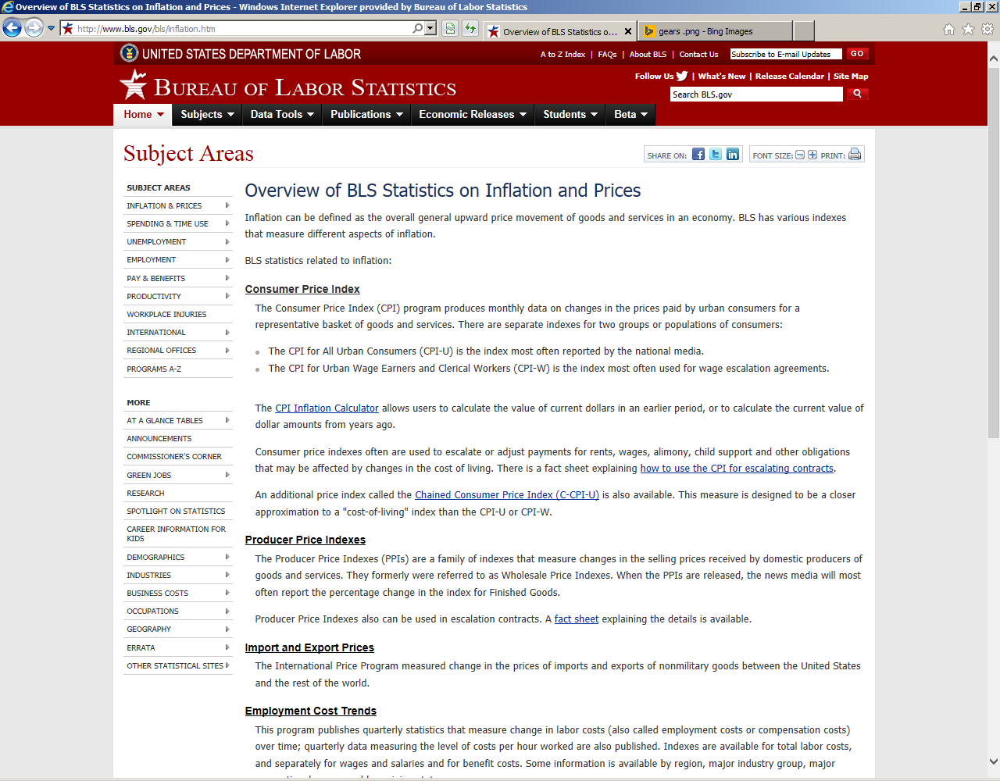 Overview of BLS Statistics on Inflation and Prices - Windows Internet Explorer provided by Bureau of Labor Statistics
http://www.bls.gov/bls/inflation.htm
Overview of BLS Statistics o...
gears .png - Bing Images
UNITED STATES DEPARTMENT OF LABOR
A to Z Index | FAQs | About BLS | Contact Us
Subscribe to E-mail Updates
GO
BUREAU OF LABOR STATISTICS
Follow Us | What's New | Release Calendar | Site Map
Search BLS.gov
Home
Subjects
Data Tools
Publications
Economic Releases
Students
Beta
Subject Areas
SHARE ON:
FONT SIZE:
PRINT:
SUBJECT AREAS
INFLATION & PRICES
SPENDING & TIME USE
UNEMPLOYMENT
EMPLOYMENT
PAY & BENEFITS
PRODUCTIVITY
WORKPLACE INJURIES
INTERNATIONAL
REGIONAL OFFICES
PROGRAMS A-Z
MORE
AT A GLANCE TABLES
ANNOUNCEMENTS
COMMISSIONER'S CORNER
GREEN JOBS
RESEARCH
SPOTLIGHT ON STATISTICS
CAREER INFORMATION FOR
KIDS
DEMOGRAPHICS
INDUSTRIES
BUSINESS COSTS
OCCUPATIONS
GEOGRAPHY
ERRATA
OTHER STATISTICAL SITES
Overview of BLS Statistics on Inflation and Prices
Inflation can be defined as the overall general upward price movement of goods and services in an economy. BLS has various indexes
that measure different aspects of inflation.
BLS statistics related to inflation:
Consumer Price Index
The Consumer Price Index (CPI) program produces monthly data on changes in the prices paid by urban consumers for a
representative basket of goods and services. There are separate indexes for two groups or populations of consumers:
The CPI for All Urban Consumers (CPI-U) is the index most often reported by the national media.
The CPI for Urban Wage Earners and Clerical Workers (CPI-W) is the index most often used for wage escalation agreements.
The CPI Inflation Calculator allows users to calculate the value of current dollars in an earlier period, or to calculate the current value of
dollar amounts from years ago.
Consumer price indexes often are used to escalate or adjust payments for rents, wages, alimony, child support and other obligations
that may be affected by changes in the cost of living. There is a fact sheet explaining how to use the CPI for escalating contracts.
An additional price index called the Chained Consumer Price Index (C-CPI-U) is also available. This measure is designed to be a closer
approximation to a "cost-of-living" index than the CPI-U or CPI-W.
Producer Price Indexes
The Producer Price Indexes (PPIs) are a family of indexes that measure changes in the selling prices received by domestic producers of
goods and services. They formerly were referred to as Wholesale Price Indexes. When the PPIs are released, the news media will most
often report the percentage change in the index for Finished Goods.
Producer Price Indexes also can be used in escalation contracts. A fact sheet explaining the details is available.
Import and Export Prices
The International Price Program measured change in the prices of imports and exports of nonmilitary goods between the United States
and the rest of the world.
Employment Cost Trends
This program publishes quarterly statistics that measure change in labor costs (also called employment costs or compensation costs)
over time; quarterly data measuring the level of costs per hour worked are also published. Indexes are available for total labor costs,
and separately for wages and salaries and for benefit costs. Some information is available by region, major industry group, major